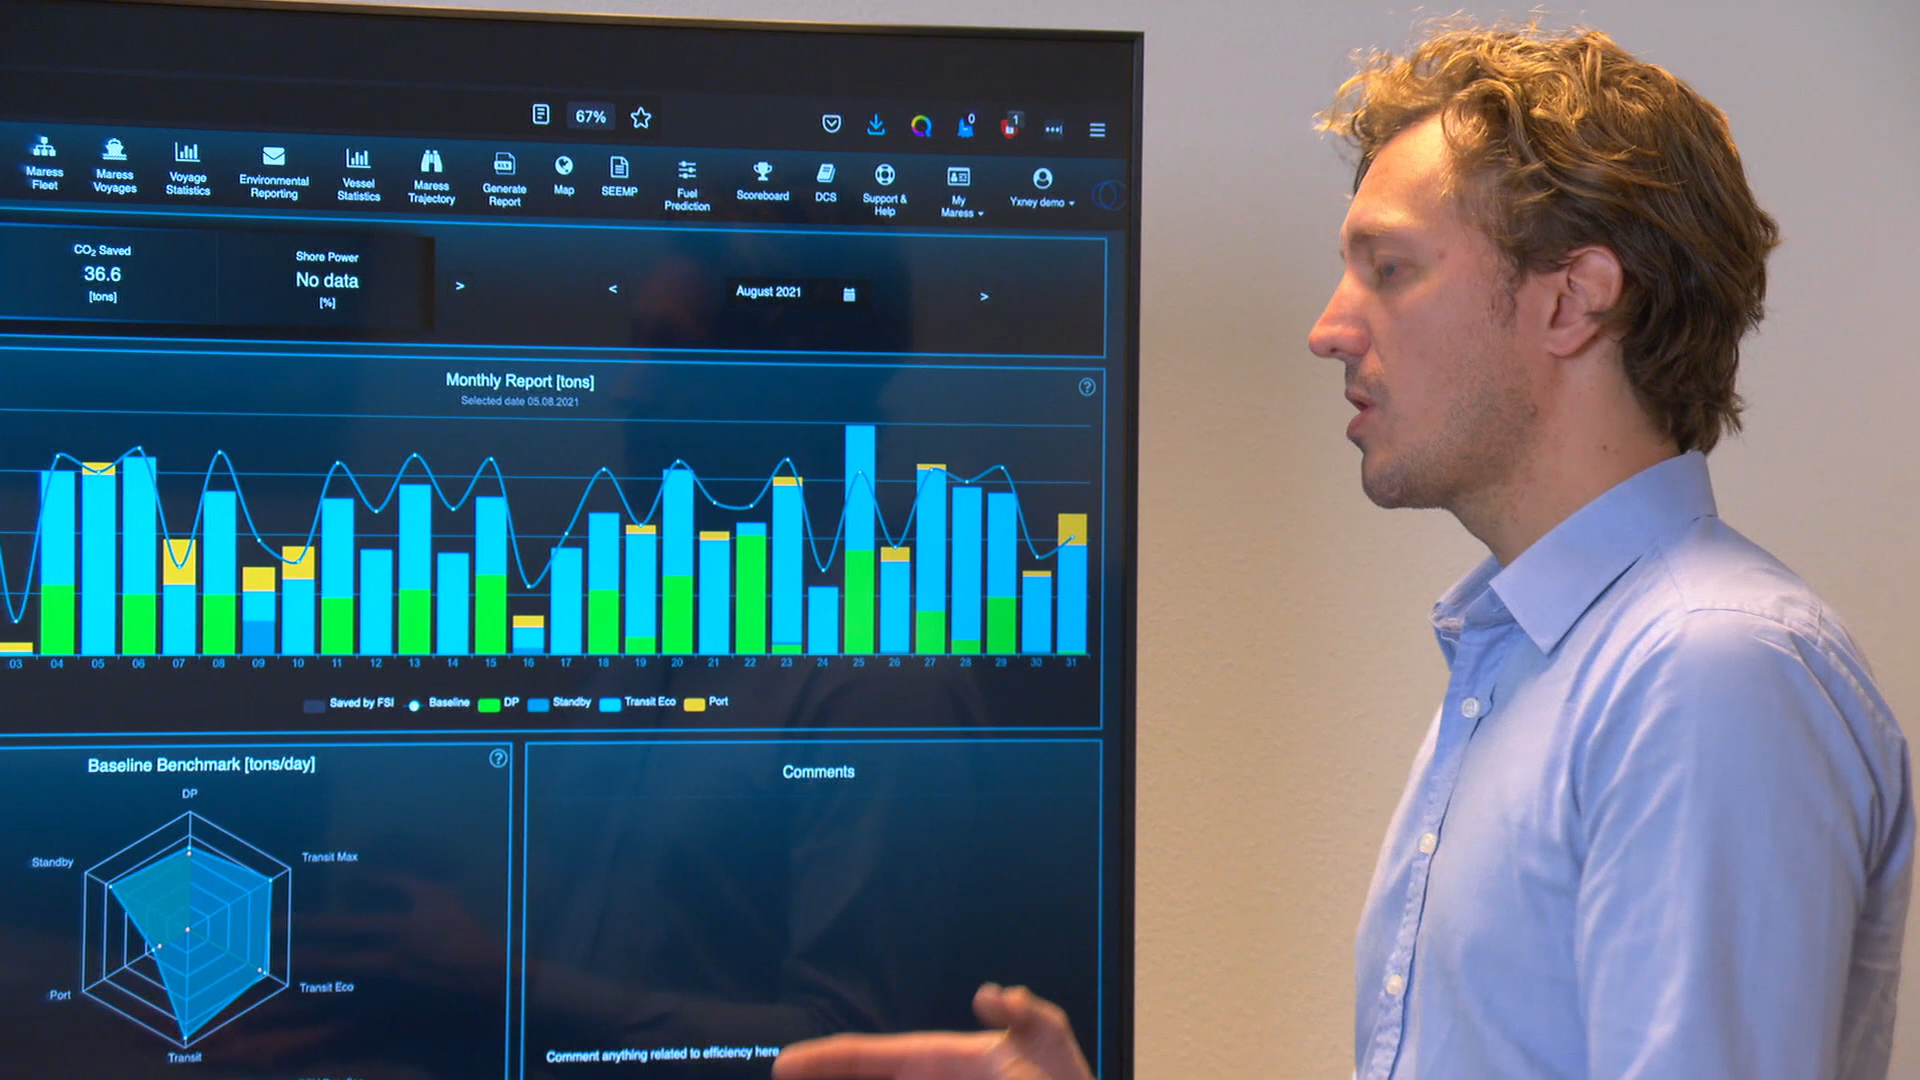 67%
0
1
Maress
Fleet
Maress
Voyages
Voyage
Statistics
Environmental
Reporting
Vessel
Statistics
Maress
Trajectory
Generate
Report
Map
SEEMP
Fuel
Prediction
Scoreboard
DCS
Support &
Help
My
Maress
Yxney demo
CO₂ Saved
36.6
[tons]
Shore Power
No data
[%]
>
<
August 2021
>
Monthly Report [tons]
Selected date 05.08.2021
?
03 04 05 06 07 08 09 10 11 12 13 14 15 16 17 18 19 20 21 22 23 24 25 26 27 28 29 30 31
Saved by FSI Baseline DP Standby Transit Eco Port
Baseline Benchmark [tons/day]
?
DP
Transit Max
Standby
Transit Eco
Port
Transit
Comments
Comment anything related to efficiency here